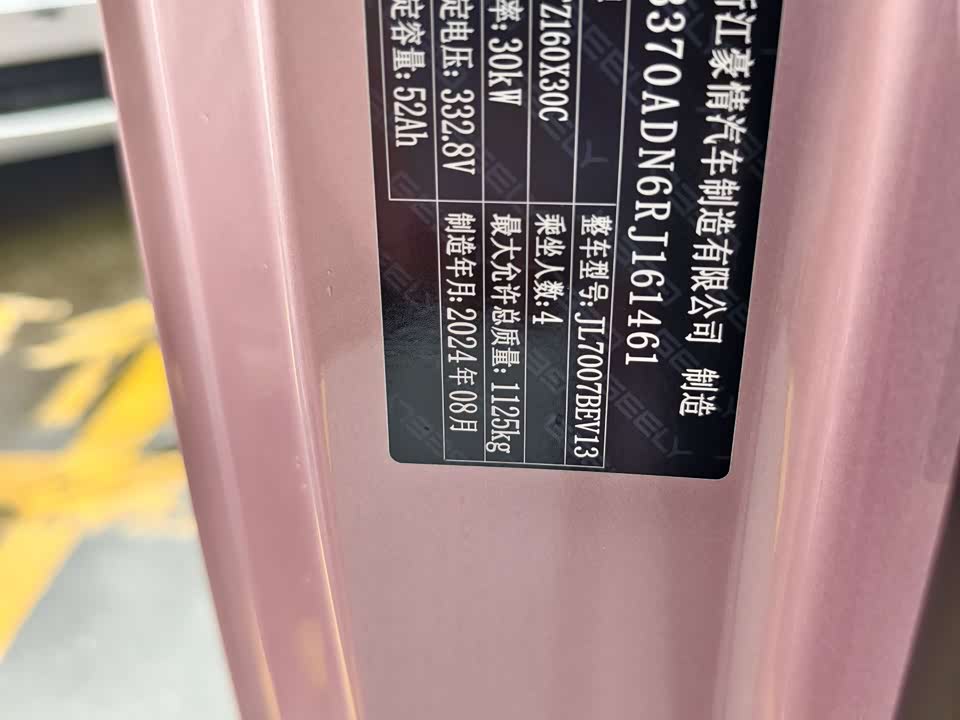 浙江豪情汽车制造有限公司 制造
3370ADN6RJ161461
整车型号:JL7007BEV13
TZ160X30C 乘坐人数:4
率:30kW 最大允许总质量:1125kg
定电压:332.8V 制造年月:2024年08月
定容量:52Ah
GEELY